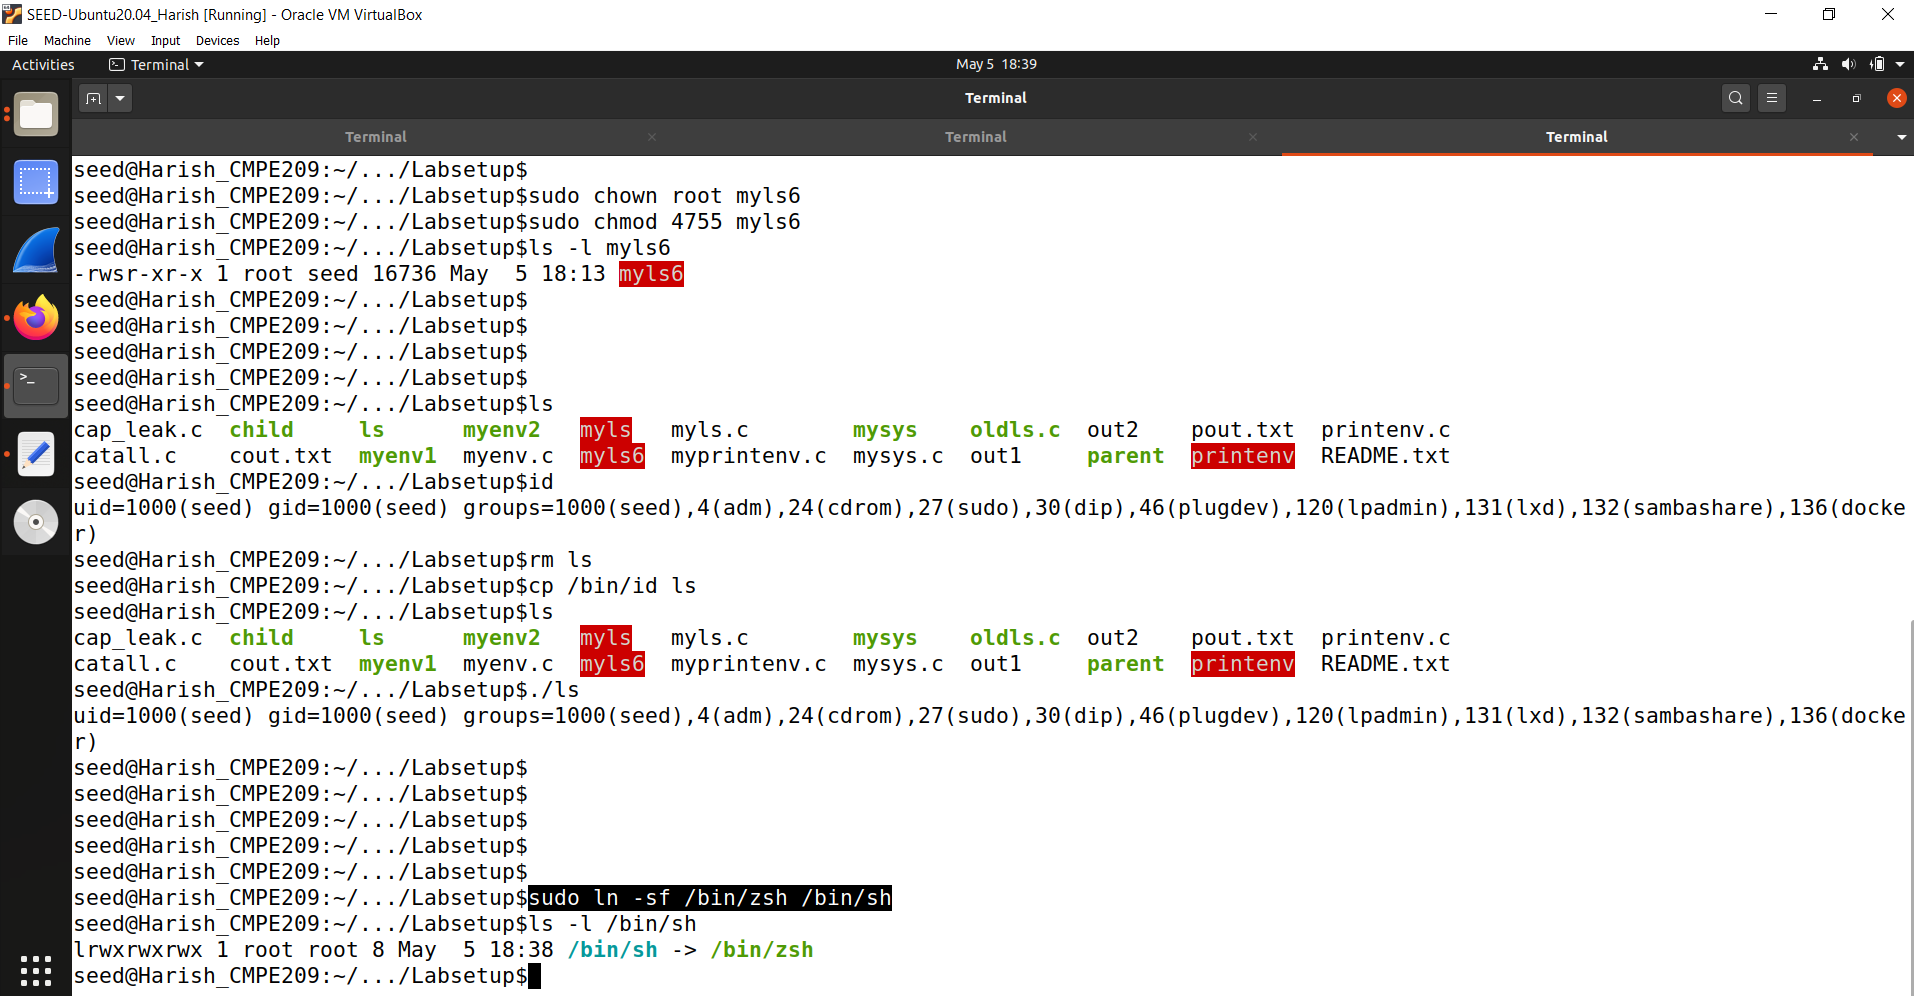 SEED-Ubuntu20.04_Harish [Running] - Oracle VM VirtualBox
File Machine View Input Devices Help
Activities Terminal May 5 18:39
Terminal
Terminal Terminal Terminal
seed@Harish_CMPE209:~/.../Labsetup$
seed@Harish_CMPE209:~/.../Labsetup$sudo chown root myls6
seed@Harish_CMPE209:~/.../Labsetup$sudo chmod 4755 myls6
seed@Harish_CMPE209:~/.../Labsetup$ls -l myls6
-rwsr-xr-x 1 root seed 16736 May  5 18:13 myls6
seed@Harish_CMPE209:~/.../Labsetup$
seed@Harish_CMPE209:~/.../Labsetup$
seed@Harish_CMPE209:~/.../Labsetup$
seed@Harish_CMPE209:~/.../Labsetup$
seed@Harish_CMPE209:~/.../Labsetup$ls
cap_leak.c  child     ls      myenv2   myls   myls.c        mysys    oldls.c  out2    pout.txt  printenv.c
catall.c    cout.txt  myenv1  myenv.c  myls6  myprintenv.c  mysys.c  out1     parent  printenv  README.txt
seed@Harish_CMPE209:~/.../Labsetup$id
uid=1000(seed) gid=1000(seed) groups=1000(seed),4(adm),24(cdrom),27(sudo),30(dip),46(plugdev),120(lpadmin),131(lxd),132(sambashare),136(docke
r)
seed@Harish_CMPE209:~/.../Labsetup$rm ls
seed@Harish_CMPE209:~/.../Labsetup$cp /bin/id ls
seed@Harish_CMPE209:~/.../Labsetup$ls
cap_leak.c  child     ls      myenv2   myls   myls.c        mysys    oldls.c  out2    pout.txt  printenv.c
catall.c    cout.txt  myenv1  myenv.c  myls6  myprintenv.c  mysys.c  out1     parent  printenv  README.txt
seed@Harish_CMPE209:~/.../Labsetup$./ls
uid=1000(seed) gid=1000(seed) groups=1000(seed),4(adm),24(cdrom),27(sudo),30(dip),46(plugdev),120(lpadmin),131(lxd),132(sambashare),136(docke
r)
seed@Harish_CMPE209:~/.../Labsetup$
seed@Harish_CMPE209:~/.../Labsetup$
seed@Harish_CMPE209:~/.../Labsetup$
seed@Harish_CMPE209:~/.../Labsetup$
seed@Harish_CMPE209:~/.../Labsetup$
seed@Harish_CMPE209:~/.../Labsetup$sudo ln -sf /bin/zsh /bin/sh
seed@Harish_CMPE209:~/.../Labsetup$ls -l /bin/sh
lrwxrwxrwx 1 root root 8 May  5 18:38 /bin/sh -> /bin/zsh
seed@Harish_CMPE209:~/.../Labsetup$